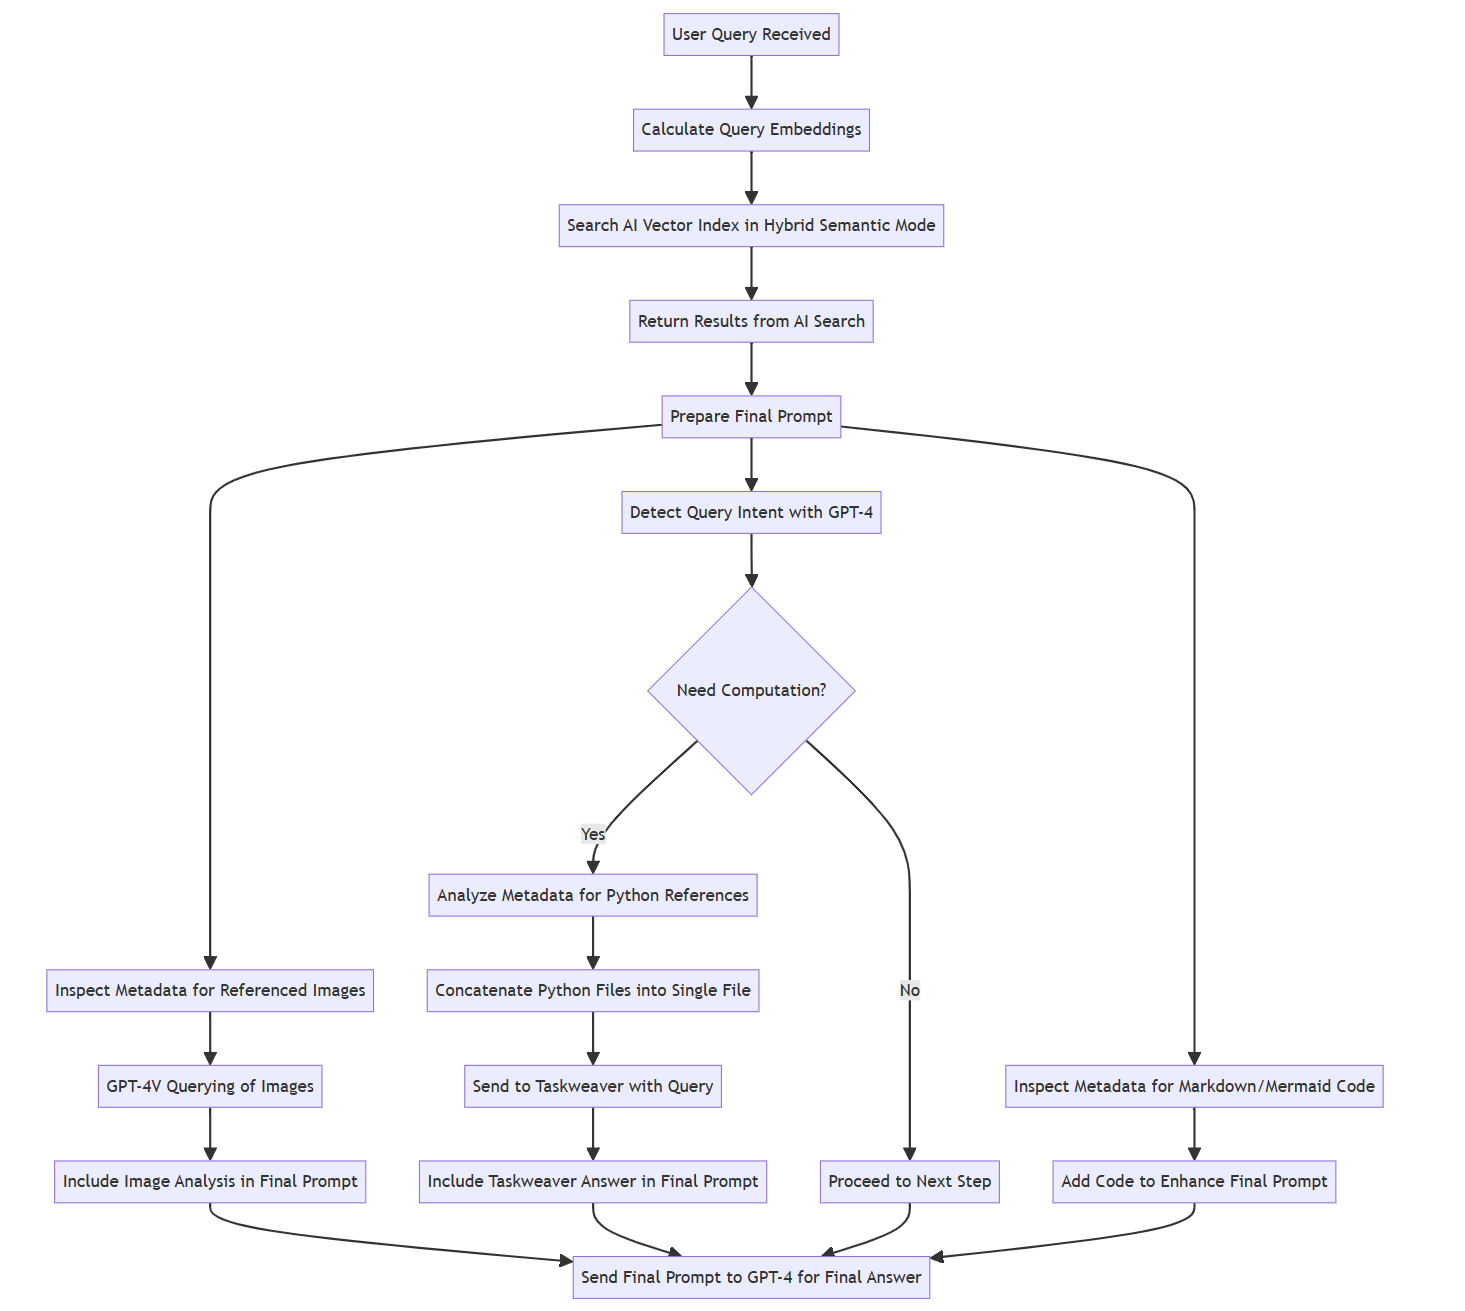 User Query Received
Calculate Query Embeddings
Search AI Vector Index in Hybrid Semantic Mode
Return Results from AI Search
Prepare Final Prompt
Detect Query Intent with GPT-4
Need Computation?
Yes
Analyze Metadata for Python References
Inspect Metadata for Referenced Images
Concatenate Python Files into Single File
No
GPT-4V Querying of Images
Send to Taskweaver with Query
Inspect Metadata for Markdown/Mermaid Code
Include Image Analysis in Final Prompt
Include Taskweaver Answer in Final Prompt
Proceed to Next Step
Add Code to Enhance Final Prompt
Send Final Prompt to GPT-4 for Final Answer